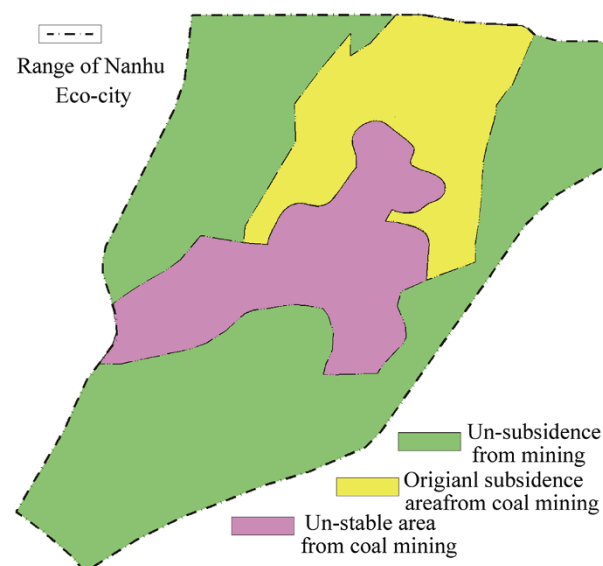 Range of Nanhu
Eco-city
Un-subsidence
from mining
Origianl subsidence
areafrom coal mining
Un-stable area
from coal mining